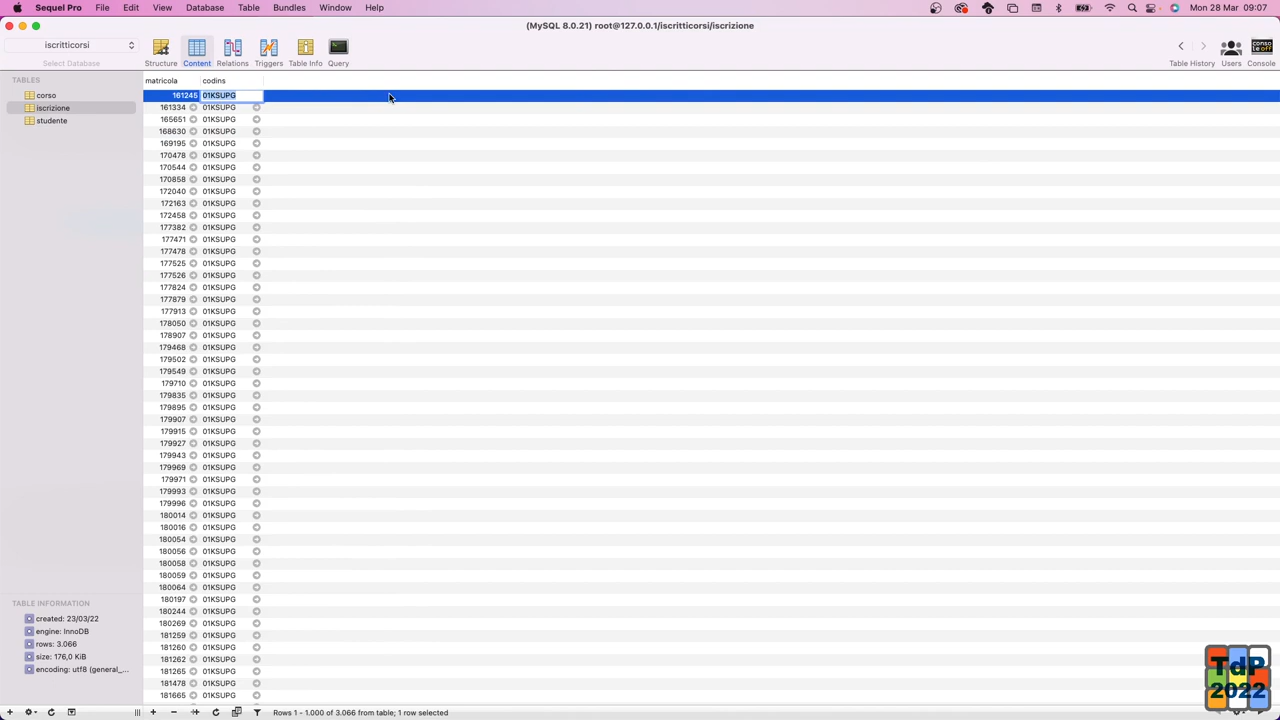 Sequel Pro File Edit View Database Table Bundles Window Help Mon 28 Mar 09:07
(MySQL 8.0.21) root@127.0.0.1/iscritticorsi/iscrizione
iscritticorsi
Select Database Structure Content Relations Triggers Table Info Query Table History Users Console
TABLES
corso
iscrizione
studente
matricola codins
161245 01KSUPG
161334 01KSUPG
165651 01KSUPG
168630 01KSUPG
169195 01KSUPG
170478 01KSUPG
170544 01KSUPG
170858 01KSUPG
172040 01KSUPG
172163 01KSUPG
172458 01KSUPG
177382 01KSUPG
177471 01KSUPG
177478 01KSUPG
177525 01KSUPG
177526 01KSUPG
177824 01KSUPG
177879 01KSUPG
177913 01KSUPG
178050 01KSUPG
178907 01KSUPG
179468 01KSUPG
179502 01KSUPG
179549 01KSUPG
179710 01KSUPG
179835 01KSUPG
179895 01KSUPG
179907 01KSUPG
179915 01KSUPG
179927 01KSUPG
179943 01KSUPG
179969 01KSUPG
179971 01KSUPG
179993 01KSUPG
179996 01KSUPG
180014 01KSUPG
180016 01KSUPG
180054 01KSUPG
180056 01KSUPG
180058 01KSUPG
180059 01KSUPG
180064 01KSUPG
180197 01KSUPG
180244 01KSUPG
180269 01KSUPG
181259 01KSUPG
181260 01KSUPG
181262 01KSUPG
181265 01KSUPG
181478 01KSUPG
181665 01KSUPG
TABLE INFORMATION
created: 23/03/22
engine: InnoDB
rows: 3.066
size: 176,0 KiB
encoding: utf8 (general_...
Rows 1 - 1.000 of 3.066 from table; 1 row selected
TdP
2022